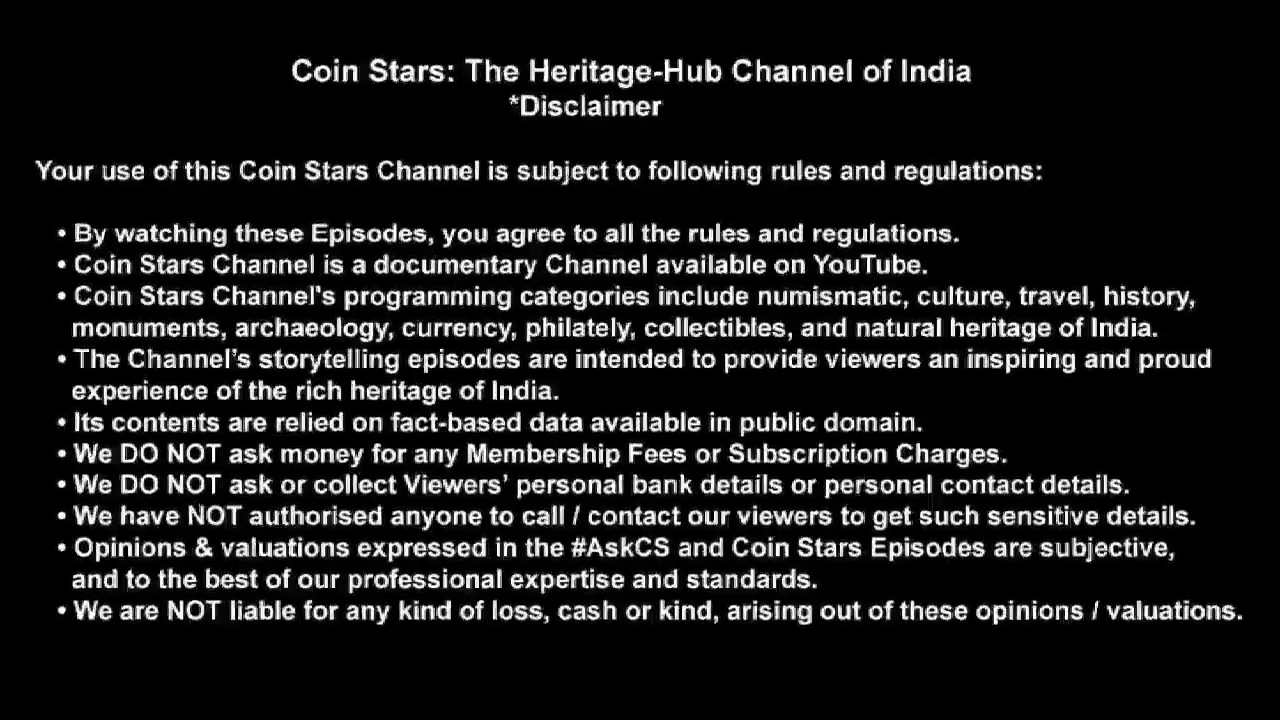 Coin Stars: The Heritage-Hub Channel of India
*Disclaimer
Your use of this Coin Stars Channel is subject to following rules and regulations:
• By watching these Episodes, you agree to all the rules and regulations.
• Coin Stars Channel is a documentary Channel available on YouTube.
• Coin Stars Channel's programming categories include numismatic, culture, travel, history,
monuments, archaeology, currency, philately, collectibles, and natural heritage of India.
• The Channel’s storytelling episodes are intended to provide viewers an inspiring and proud
experience of the rich heritage of India.
• Its contents are relied on fact-based data available in public domain.
• We DO NOT ask money for any Membership Fees or Subscription Charges.
• We DO NOT ask or collect Viewers’ personal bank details or personal contact details.
• We have NOT authorised anyone to call / contact our viewers to get such sensitive details.
• Opinions & valuations expressed in the #AskCS and Coin Stars Episodes are subjective,
and to the best of our professional expertise and standards.
• We are NOT liable for any kind of loss, cash or kind, arising out of these opinions / valuations.